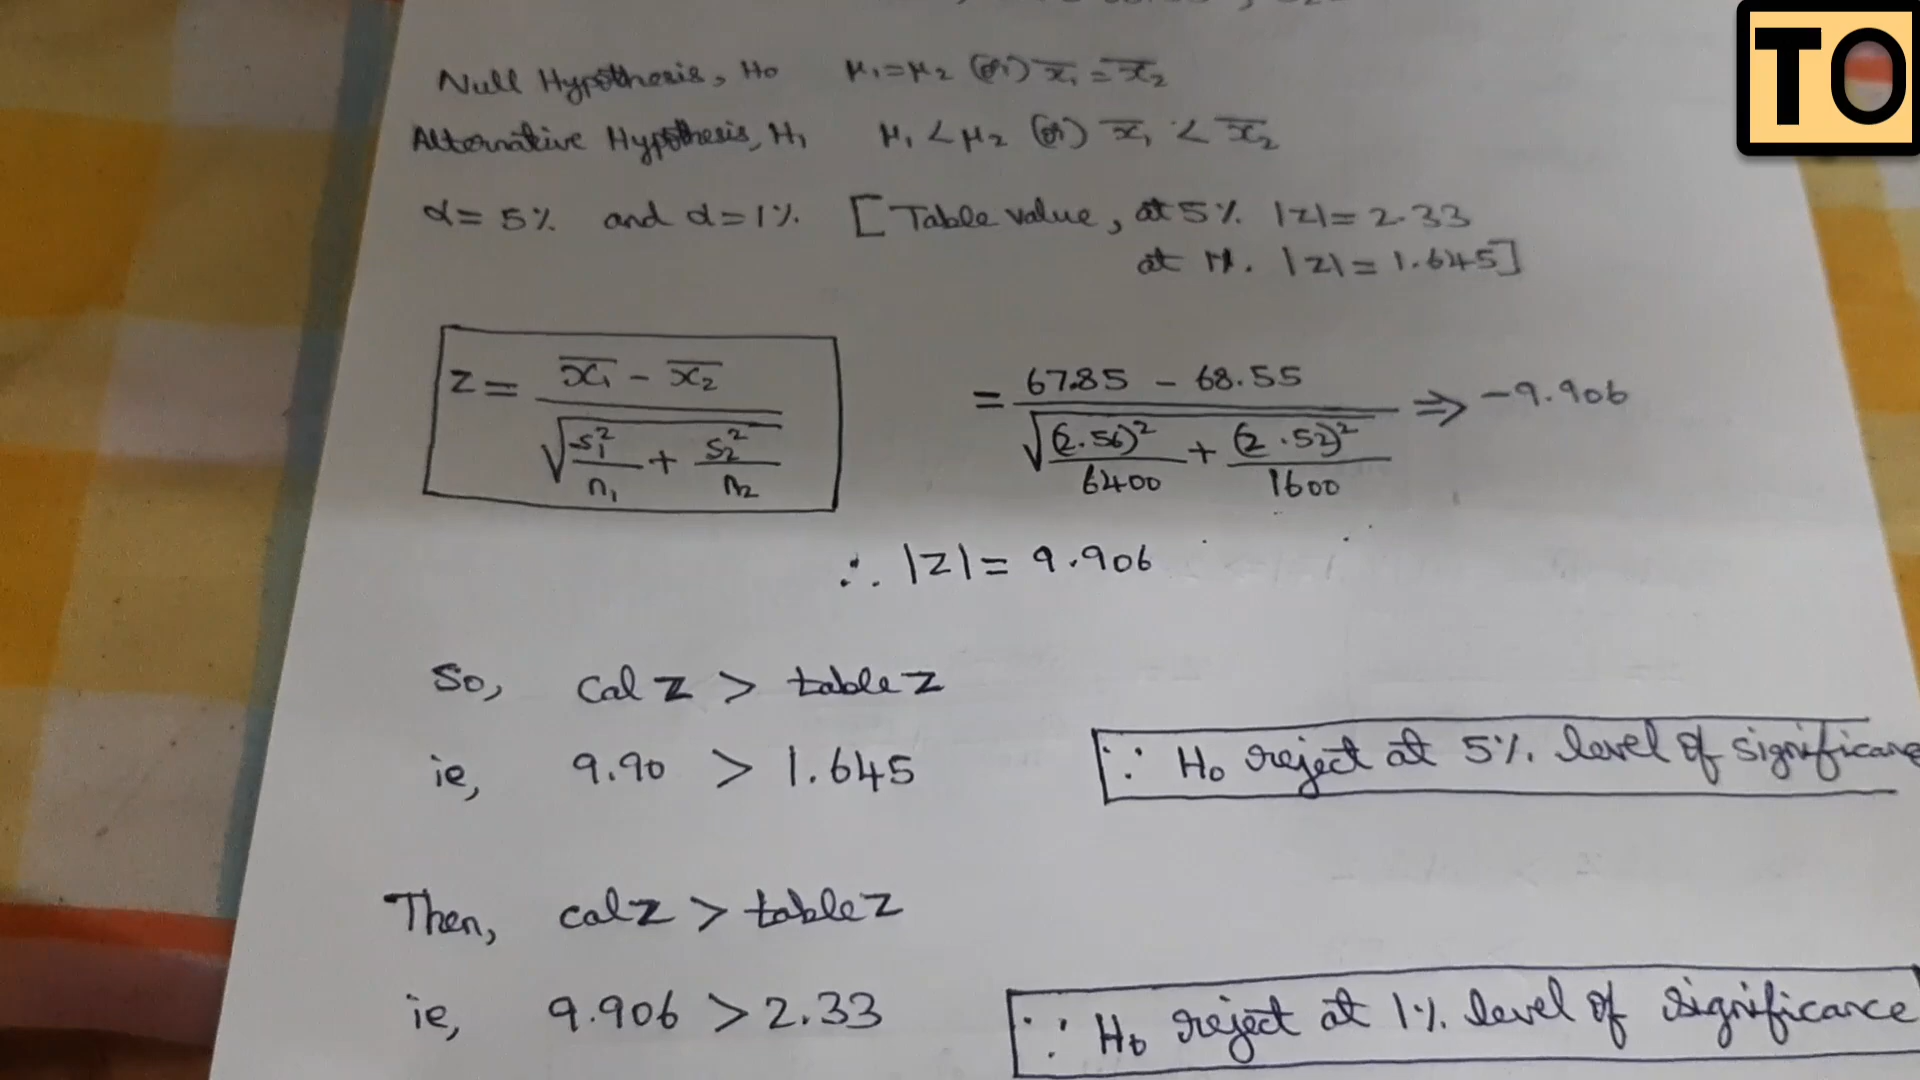 TO
Null Hypothesis, H₀ μ₁=μ₂ (or) x̄₁ = x̄₂
Alternative Hypothesis, H₁ μ₁ < μ₂ (or) x̄₁ < x̄₂
α = 5% and α = 1% [Table value, at 5% |z| = 2.33
at 1%. |z| = 1.645]
z = (x̄₁ - x̄₂) / √(s₁²/n₁ + s₂²/n₂) = (67.85 - 68.55) / √((2.56)²/6400 + (2.52)²/1600) ⇒ -9.906
∴ |z| = 9.906
So, cal z > table z
ie, 9.90 > 1.645
∵ H₀ reject at 5% level of significanc
Then, cal z > table z
ie, 9.906 > 2.33
∵ H₀ reject at 1% level of significance